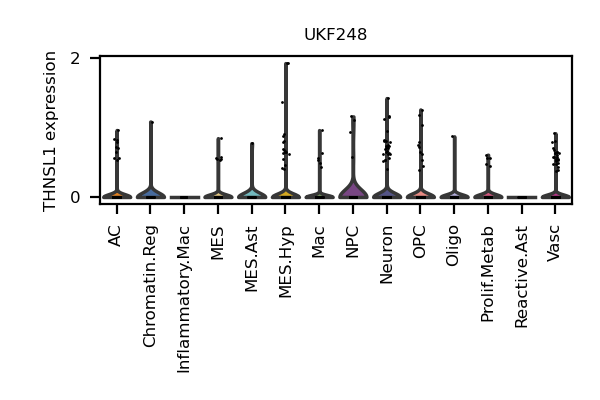 UKF248
THNSL1 expression
2
0
AC
Chromatin.Reg
Inflammatory.Mac
MES
MES.Ast
MES.Hyp
Mac
NPC
Neuron
OPC
Oligo
Prolif.Metab
Reactive.Ast
Vasc